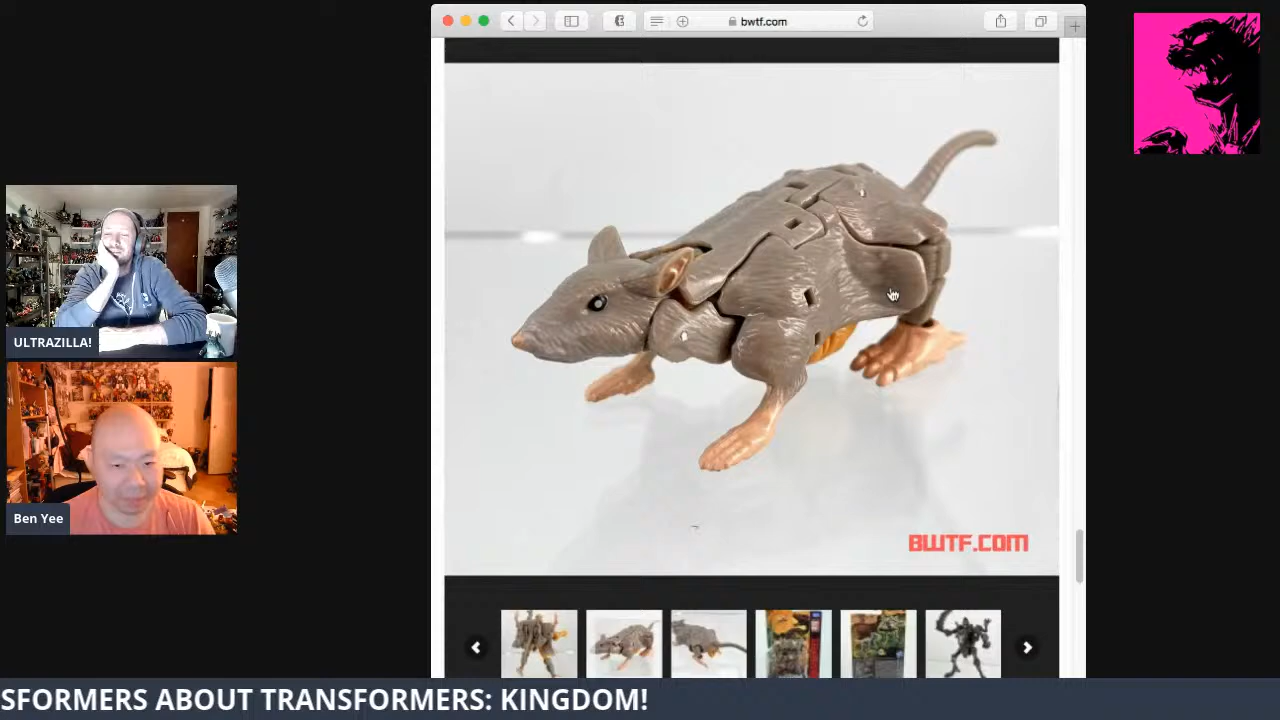 bwtf.com
ULTRAZILLA!
Ben Yee
BWTF.COM
SFORMERS ABOUT TRANSFORMERS: KINGDOM!